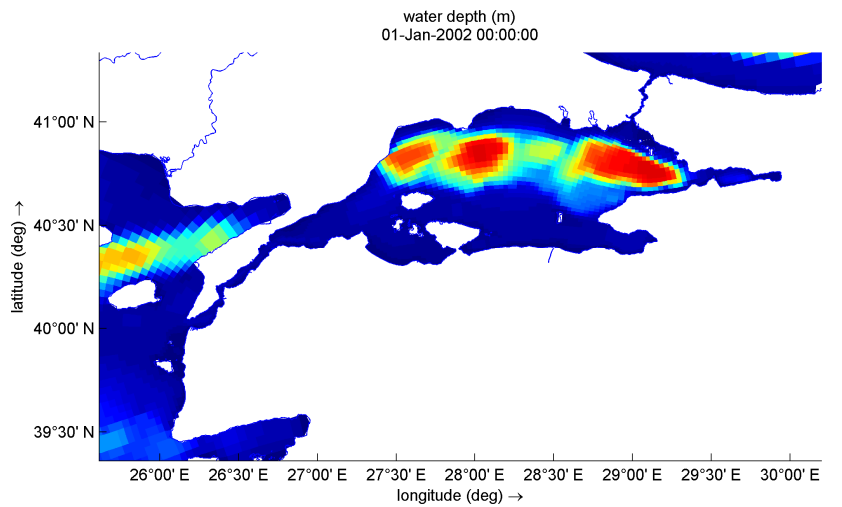 water depth (m)
01-Jan-2002 00:00:00
41°00' N
40°30' N
40°00' N
39°30' N
latitude (deg) →
26°00' E 26°30' E 27°00' E 27°30' E 28°00' E 28°30' E 29°00' E 29°30' E 30°00' E
longitude (deg) →